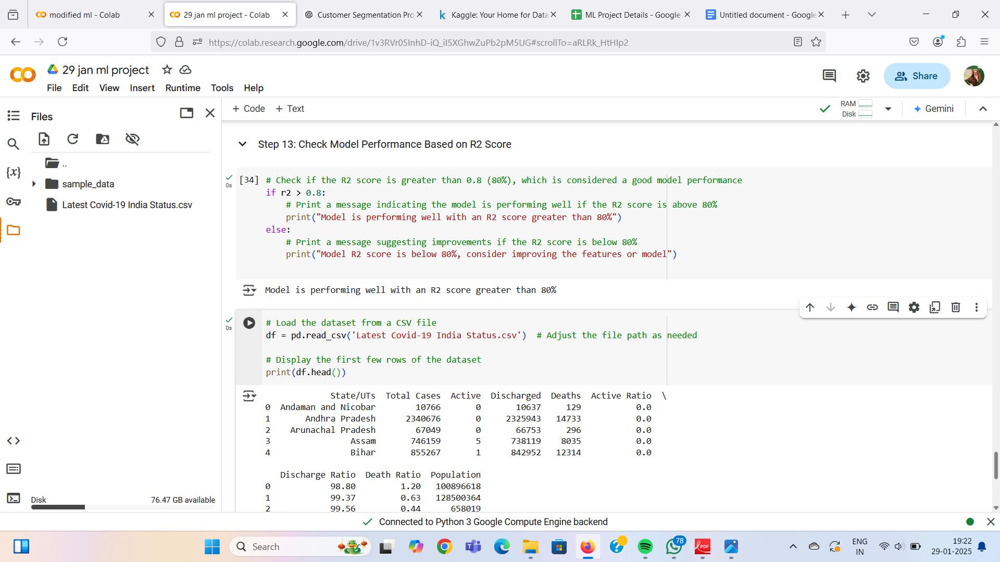 modified ml - Colab
29 jan ml project - Colab
Customer Segmentation Pro
Kaggle: Your Home for Data
ML Project Details - Google
Untitled document - Google
https://colab.research.google.com/drive/1v3RVr05InhD-iQ_iI5XGhwZuPb2pM5UG#scrollTo=aRLRk_HtHIp2
29 jan ml project
File Edit View Insert Runtime Tools Help
Share
Files
+ Code + Text
RAM
Disk
Gemini
..
sample_data
Latest Covid-19 India Status.csv
Step 13: Check Model Performance Based on R2 Score
0s
[34] # Check if the R2 score is greater than 0.8 (80%), which is considered a good model performance
if r2 > 0.8:
    # Print a message indicating the model is performing well if the R2 score is above 80%
    print("Model is performing well with an R2 score greater than 80%")
else:
    # Print a message suggesting improvements if the R2 score is below 80%
    print("Model R2 score is below 80%, consider improving the features or model")
Model is performing well with an R2 score greater than 80%
0s
# Load the dataset from a CSV file
df = pd.read_csv('Latest Covid-19 India Status.csv')  # Adjust the file path as needed
# Display the first few rows of the dataset
print(df.head())
State/UTs  Total Cases  Active  Discharged  Deaths  Active Ratio  \
0  Andaman and Nicobar  10766  0  10637  129  0.0
1  Andhra Pradesh  2340676  0  2325943  14733  0.0
2  Arunachal Pradesh  67049  0  66753  296  0.0
3  Assam  746159  5  738119  8035  0.0
4  Bihar  855267  1  842952  12314  0.0
Discharge Ratio  Death Ratio  Population
0  98.80  1.20  100896618
1  99.37  0.63  128500364
2  99.56  0.44  658019
Disk 76.47 GB available
Connected to Python 3 Google Compute Engine backend
Search
78
PDF
ENG
IN
19:22
29-01-2025